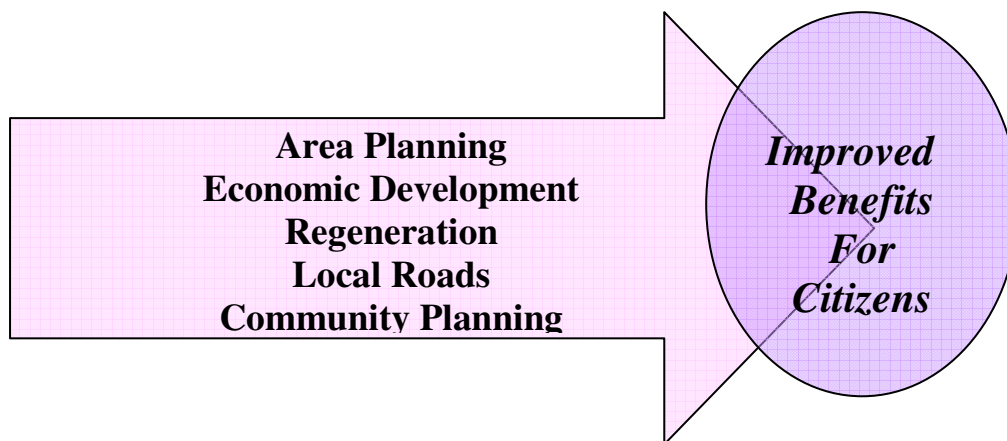 Area Planning
Economic Development
Regeneration
Local Roads
Community Planning
Improved
Benefits
For
Citizens